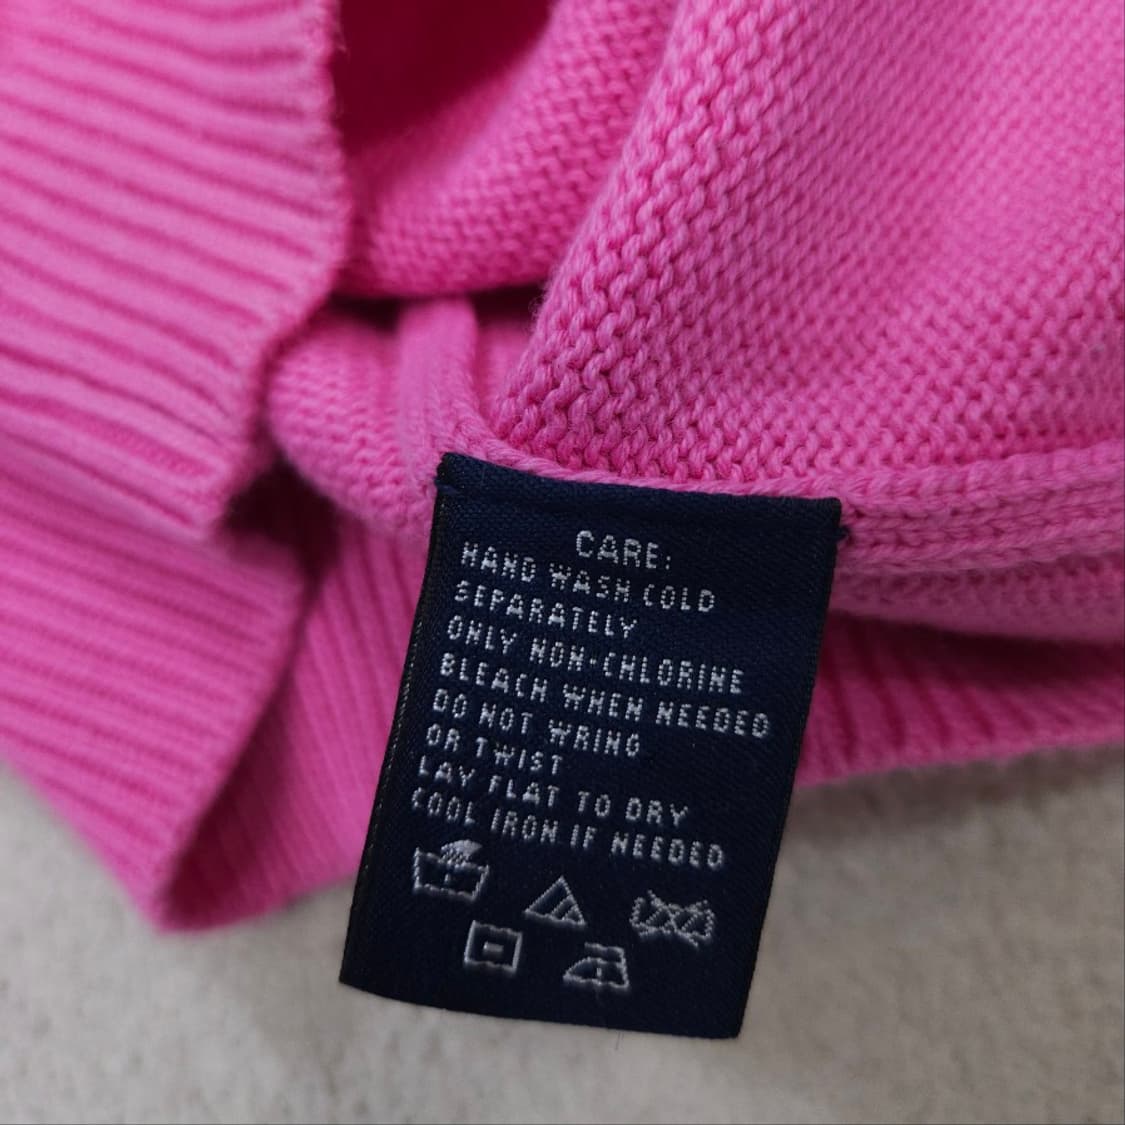 CARE:
HAND WASH COLD
SEPARATELY
ONLY NON-CHLORINE
BLEACH WHEN NEEDED
DO NOT WRING
OR TWIST
LAY FLAT TO DRY
COOL IRON IF NEEDED